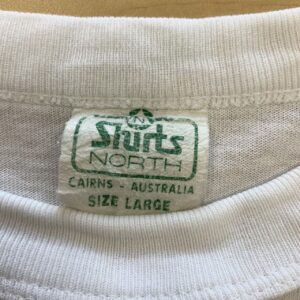 N
Shirts
NORTH
CAIRNS - AUSTRALIA
SIZE LARGE